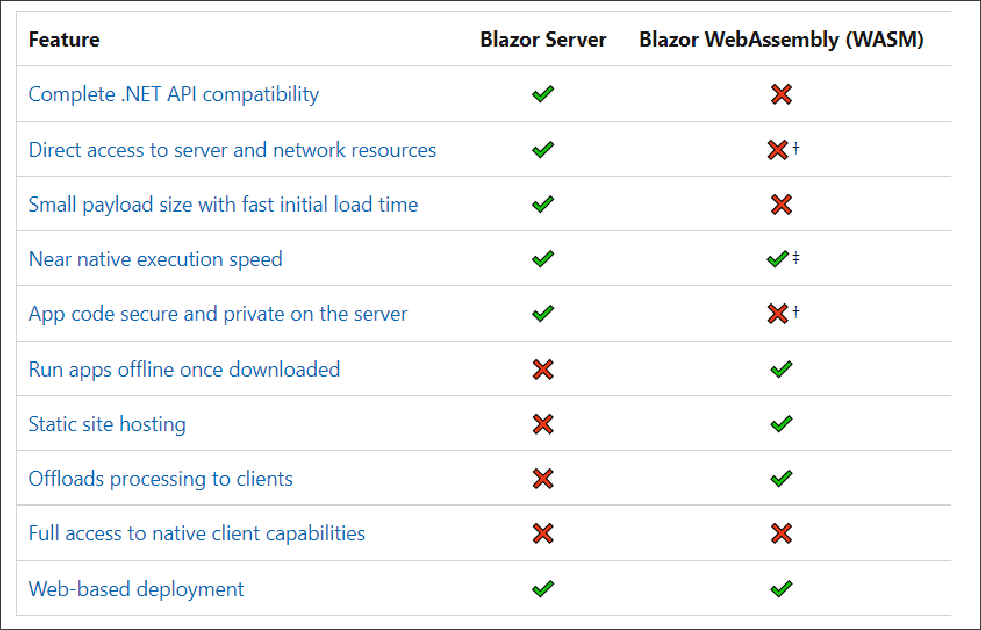 Feature Blazor Server Blazor WebAssembly (WASM)
Complete .NET API compatibility ✔ ❌
Direct access to server and network resources ✔ ❌†
Small payload size with fast initial load time ✔ ❌
Near native execution speed ✔ ✔‡
App code secure and private on the server ✔ ❌†
Run apps offline once downloaded ❌ ✔
Static site hosting ❌ ✔
Offloads processing to clients ❌ ✔
Full access to native client capabilities ❌ ❌
Web-based deployment ✔ ✔